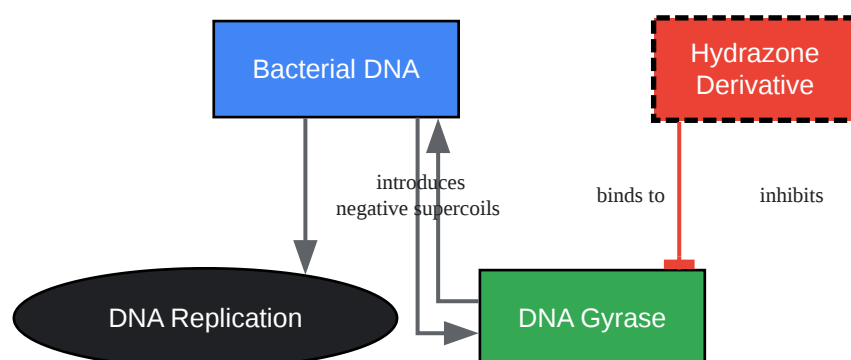 Bacterial DNA
Hydrazone
Derivative
introduces
negative supercoils
binds to
inhibits
DNA Replication
DNA Gyrase